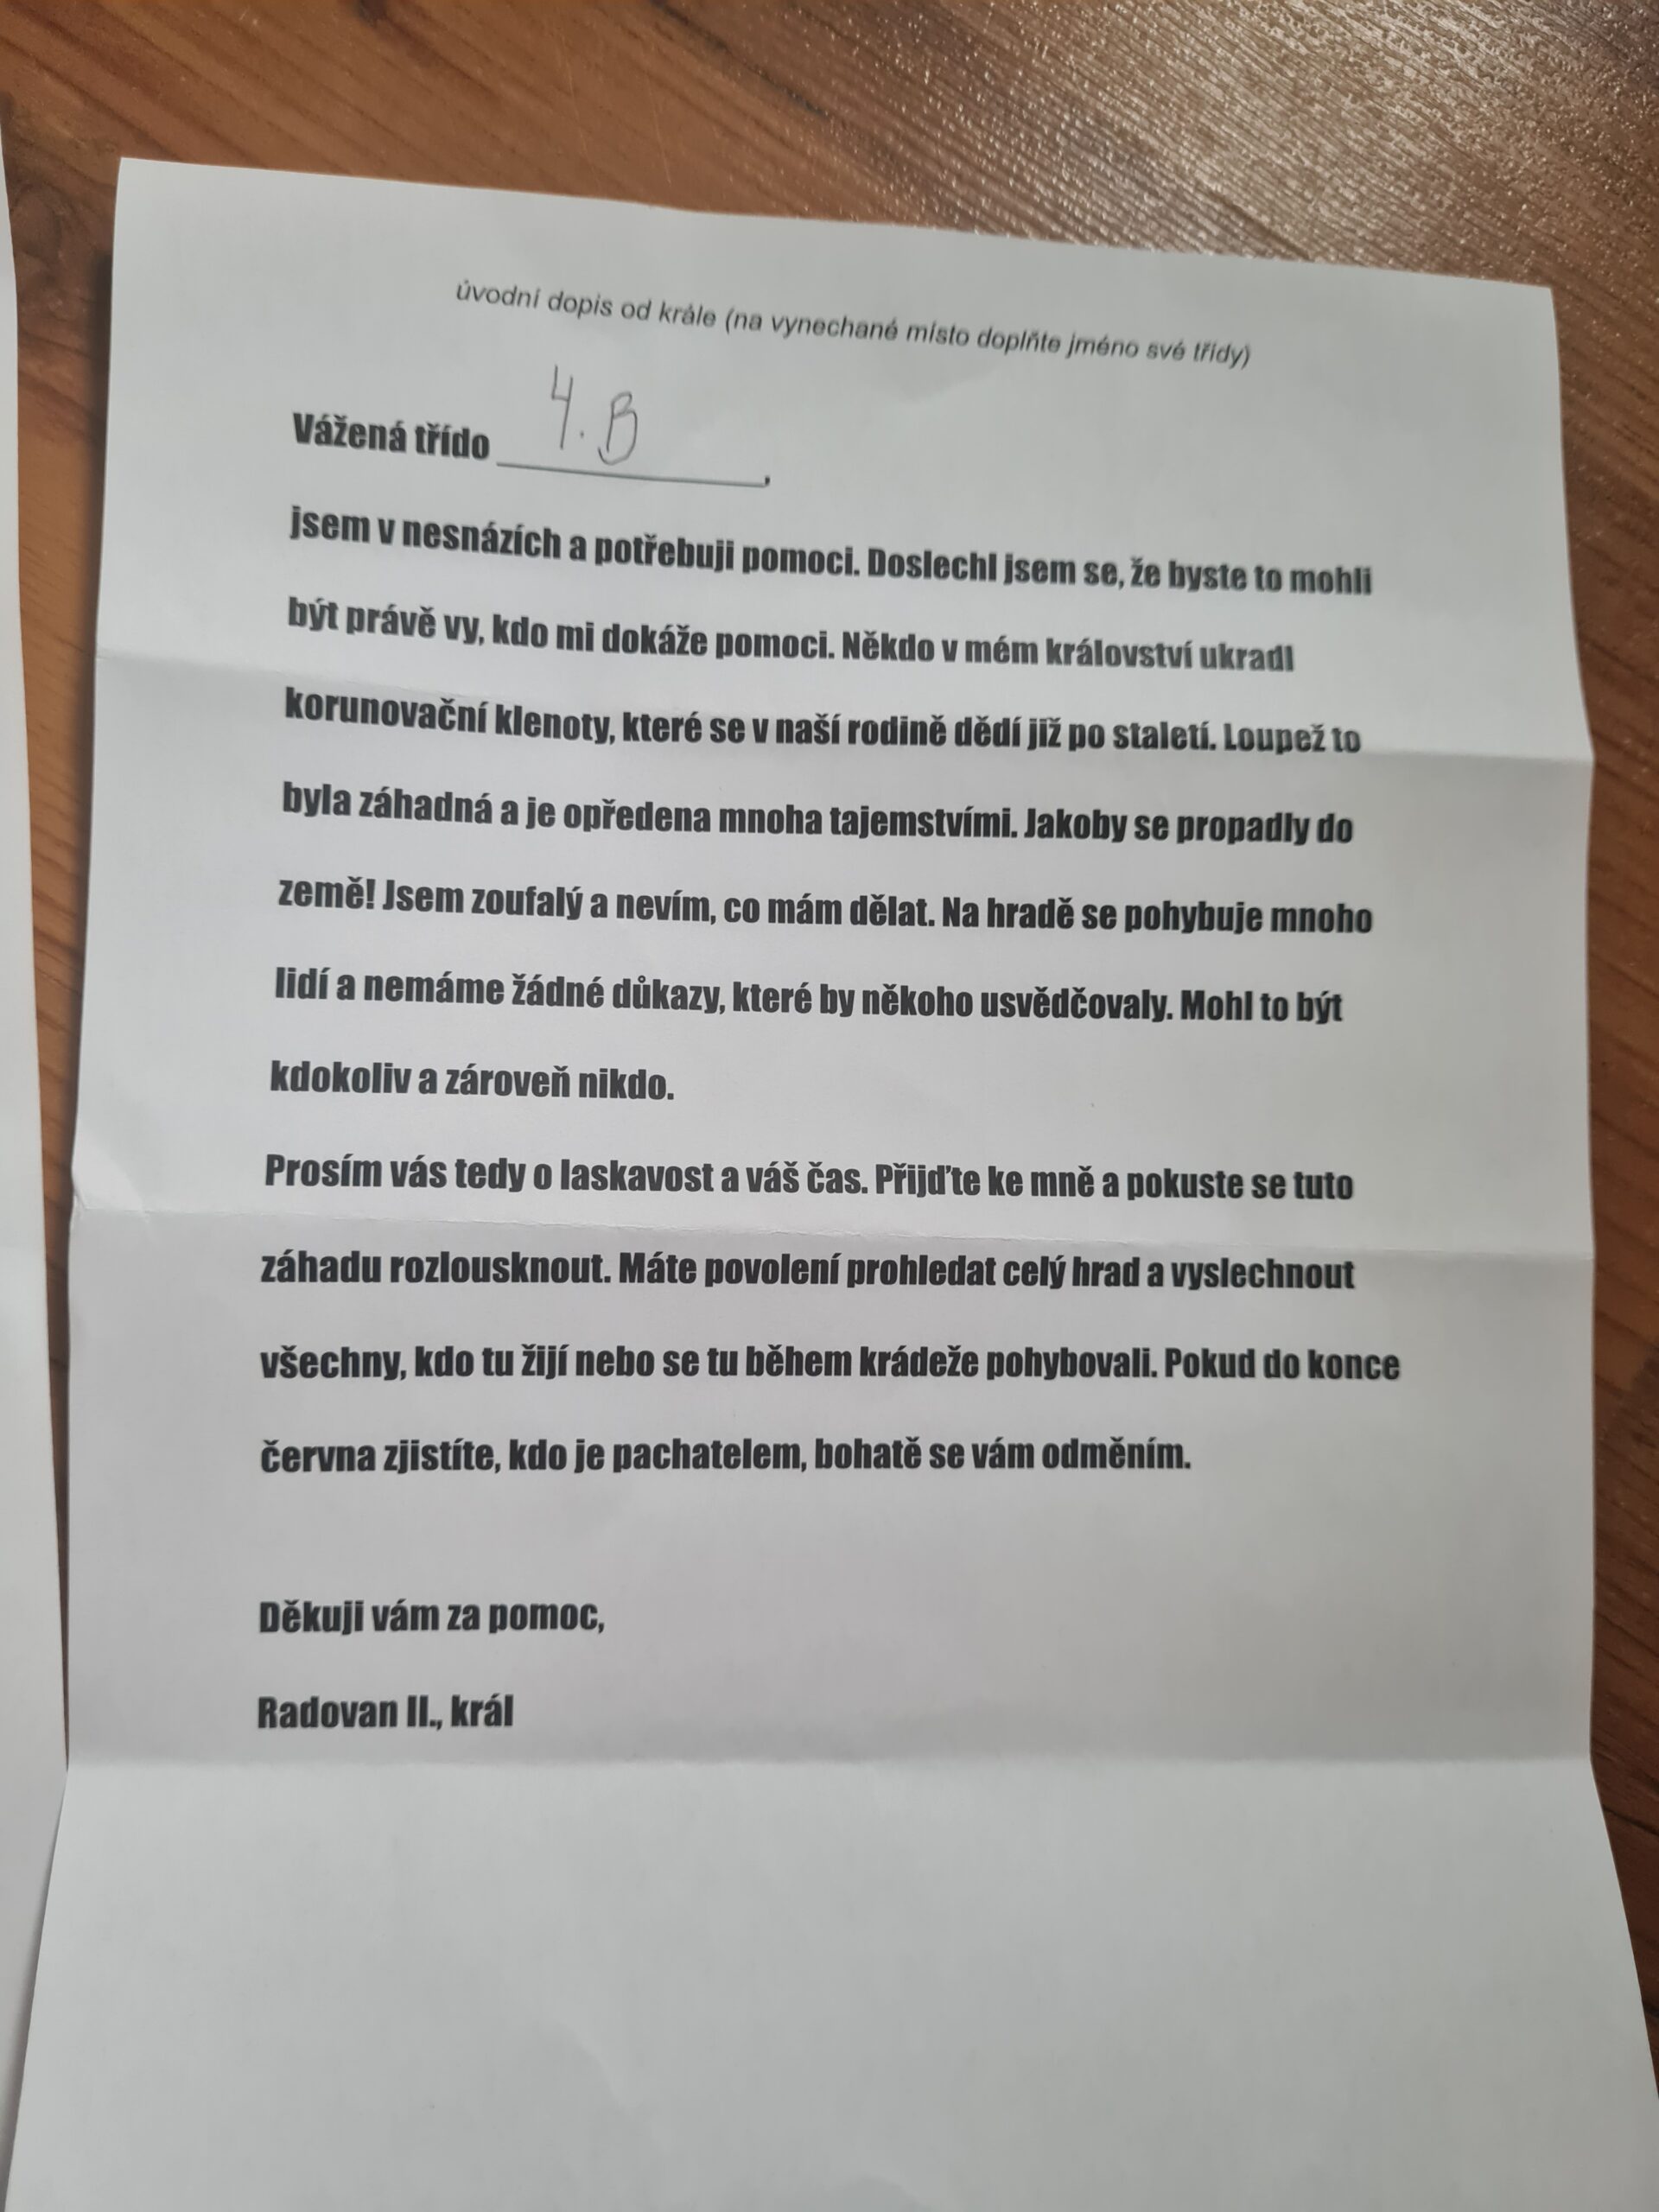 úvodní dopis od krále (na vynechané místo doplňte jméno své třídy)
Vážená třído 4.B,
jsem v nesnázích a potřebuji pomoci. Doslechl jsem se, že byste to mohli
být právě vy, kdo mi dokáže pomoci. Někdo v mém království ukradl
korunovační klenoty, které se v naší rodině dědí již po staletí. Loupež to
byla záhadná a je opředena mnoha tajemstvími. Jakoby se propadly do
země! Jsem zoufalý a nevím, co mám dělat. Na hradě se pohybuje mnoho
lidí a nemáme žádné důkazy, které by někoho usvědčovaly. Mohl to být
kdokoliv a zároveň nikdo.
Prosím vás tedy o laskavost a váš čas. Přijďte ke mně a pokuste se tuto
záhadu rozlousknout. Máte povolení prohledat celý hrad a vyslechnout
všechny, kdo tu žijí nebo se tu během krádeže pohybovali. Pokud do konce
června zjistíte, kdo je pachatelem, bohatě se vám odměním.
Děkuji vám za pomoc,
Radovan II., král